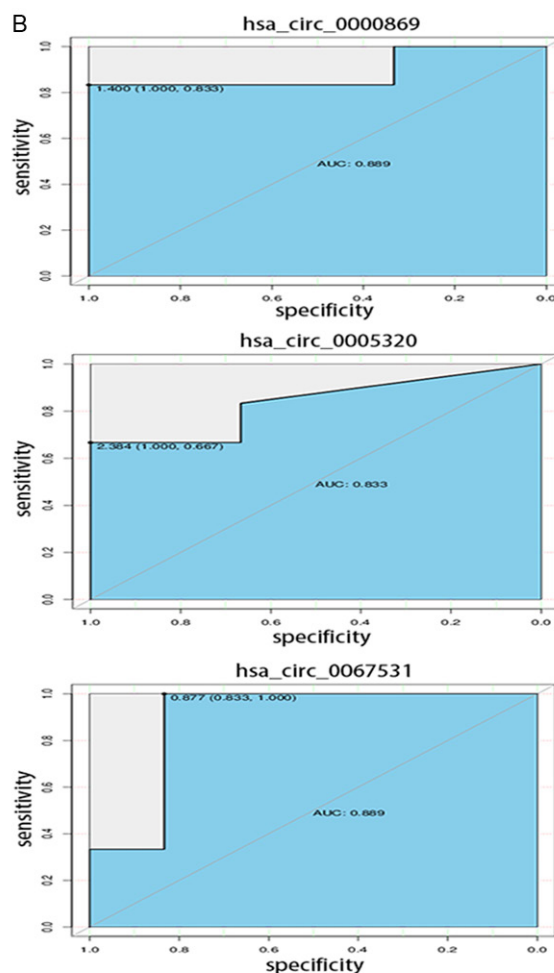 B
hsa_circ_0000869
sensitivity
1.0
0.8
0.6
0.4
0.2
0.0
1.400 (1.000, 0.833)
AUC: 0.889
1.0 0.8 0.6 0.4 0.2 0.0
specificity
hsa_circ_0005320
sensitivity
1.0
0.8
0.6
0.4
0.2
0.0
2.384 (1.000, 0.667)
AUC: 0.833
1.0 0.8 0.6 0.4 0.2 0.0
specificity
hsa_circ_0067531
sensitivity
1.0
0.8
0.6
0.4
0.2
0.0
0.877 (0.833, 1.000)
AUC: 0.889
1.0 0.8 0.6 0.4 0.2 0.0
specificity